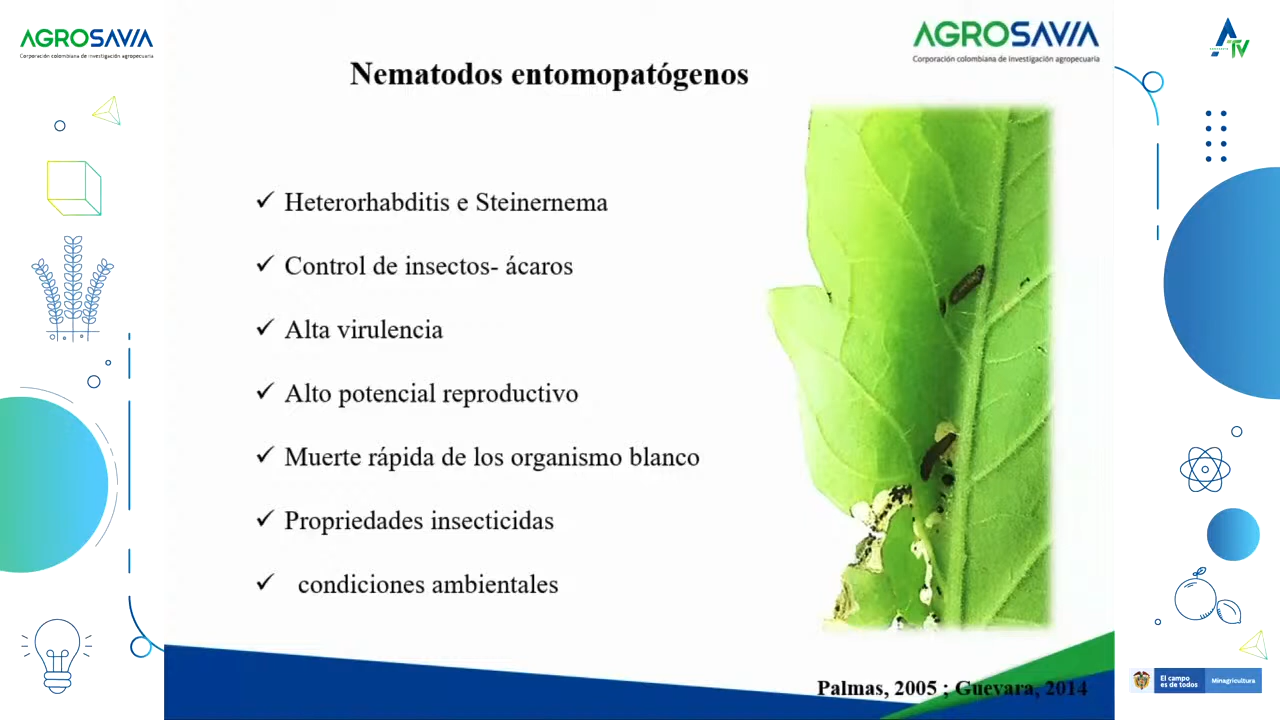 AGROSAVIA
Corporación colombiana de investigación agropecuaria
AGROSAVIA
Corporación colombiana de investigación agropecuaria
ATV
Nematodos entomopatógenos
Heterorhabditis e Steinernema
Control de insectos- ácaros
Alta virulencia
Alto potencial reproductivo
Muerte rápida de los organismo blanco
Propriedades insecticidas
condiciones ambientales
Palmas, 2005 ; Guevara, 2014
El campo
es de todos
Minagricultura